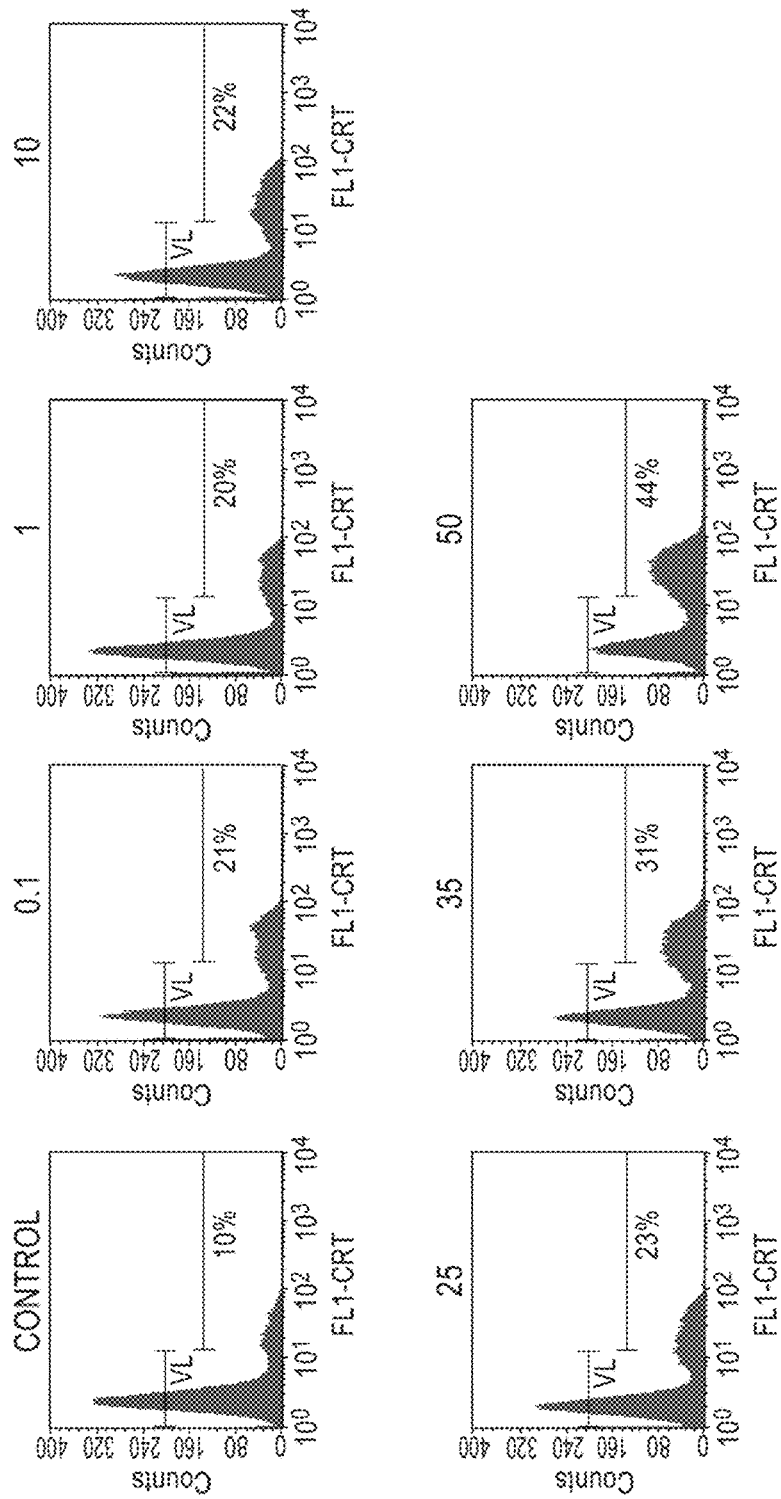 CONTROL
400
320
240
160
80
0
Counts
VL
10%
10⁰ 10¹ 10² 10³ 10⁴
FL1-CRT
0.1
400
320
240
160
80
0
Counts
VL
21%
10⁰ 10¹ 10² 10³ 10⁴
FL1-CRT
1
400
320
240
160
80
0
Counts
VL
20%
10⁰ 10¹ 10² 10³ 10⁴
FL1-CRT
10
400
320
240
160
80
0
Counts
VL
22%
10⁰ 10¹ 10² 10³ 10⁴
FL1-CRT
25
400
320
240
160
80
0
Counts
VL
23%
10⁰ 10¹ 10² 10³ 10⁴
FL1-CRT
35
400
320
240
160
80
0
Counts
VL
31%
10⁰ 10¹ 10² 10³ 10⁴
FL1-CRT
50
400
320
240
160
80
0
Counts
VL
44%
10⁰ 10¹ 10² 10³ 10⁴
FL1-CRT